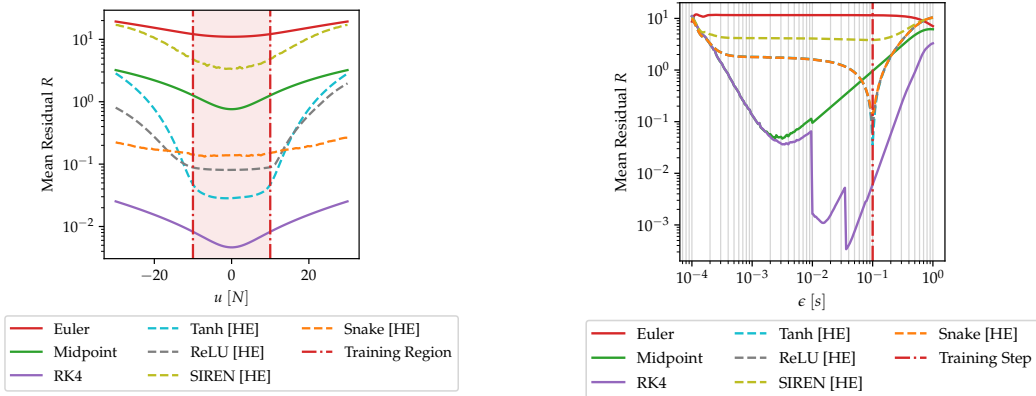 Mean Residual R
10¹
10⁰
10⁻¹
10⁻²
−20
0
20
u [N]
Euler
Midpoint
RK4
Tanh [HE]
ReLU [HE]
SIREN [HE]
Snake [HE]
Training Region
Mean Residual R
10¹
10⁰
10⁻¹
10⁻²
10⁻³
10⁻⁴
10⁻³
10⁻²
10⁻¹
10⁰
ϵ [s]
Euler
Midpoint
RK4
Tanh [HE]
ReLU [HE]
SIREN [HE]
Snake [HE]
Training Step